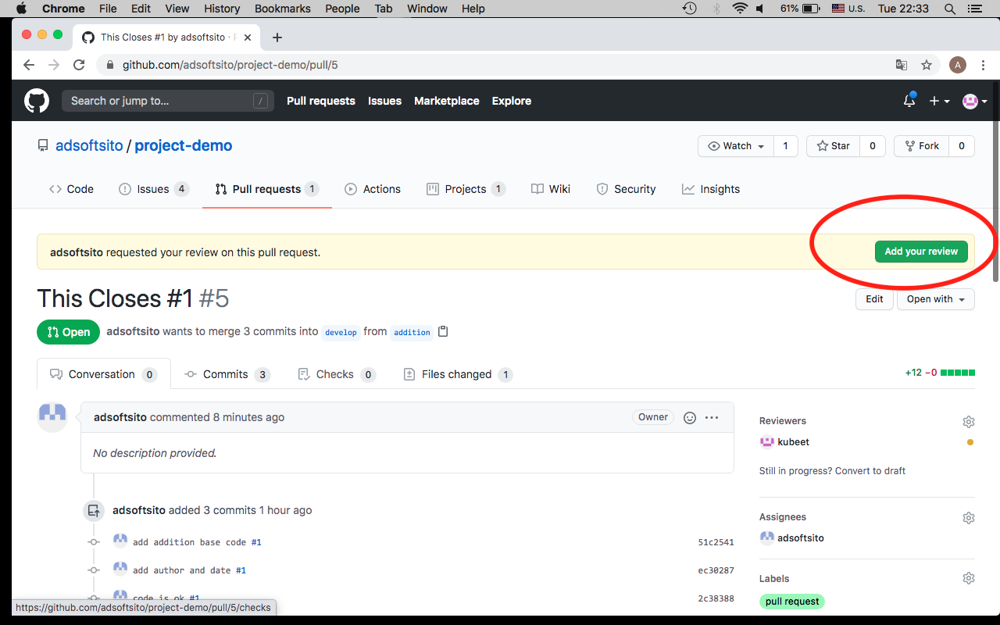 Chrome File Edit View History Bookmarks People Tab Window Help 61% U.S. Tue 22:33
This Closes #1 by adsoftsito ·
github.com/adsoftsito/project-demo/pull/5 A
Search or jump to... / Pull requests Issues Marketplace Explore
adsoftsito / project-demo Watch 1 Star 0 Fork 0
Code Issues 4 Pull requests 1 Actions Projects 1 Wiki Security Insights
adsoftsito requested your review on this pull request. Add your review
This Closes #1 #5 Edit Open with
Open adsoftsito wants to merge 3 commits into develop from addition
Conversation 0 Commits 3 Checks 0 Files changed 1 +12 −0
adsoftsito commented 8 minutes ago Owner
No description provided.
Reviewers
kubeet
Still in progress? Convert to draft
adsoftsito added 3 commits 1 hour ago
Assignees
adsoftsito
add addition base code #1 51c2541
add author and date #1 ec30287
Labels
code is ok #1 2c38388
pull request
https://github.com/adsoftsito/project-demo/pull/5/checks